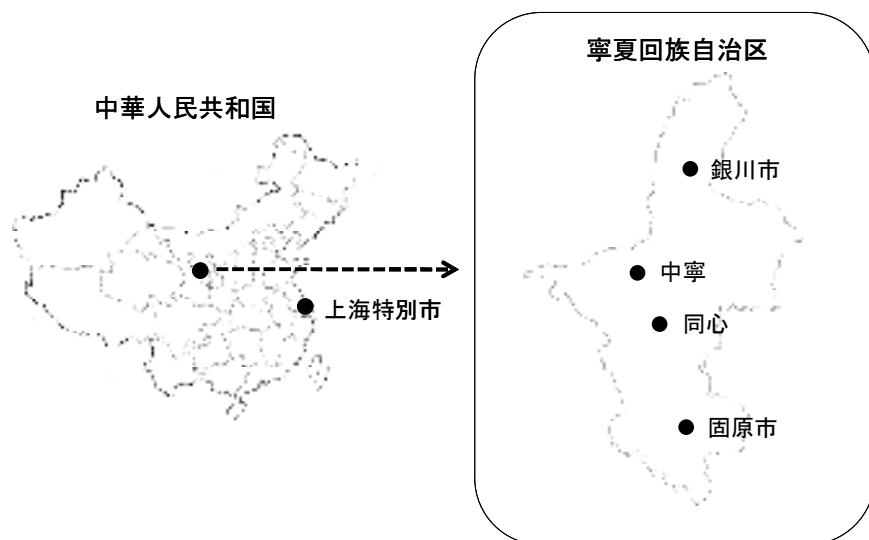 中華人民共和国
上海特別市
寧夏回族自治区
銀川市
中寧
同心
固原市